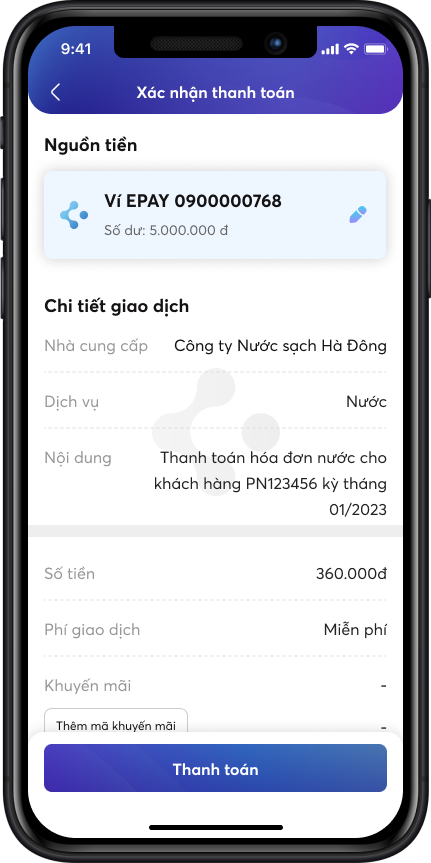 9:41
Xác nhận thanh toán
Nguồn tiền
Ví EPAY 0900000768
Số dư: 5.000.000 đ
Chi tiết giao dịch
Nhà cung cấp Công ty Nước sạch Hà Đông
Dịch vụ Nước
Nội dung Thanh toán hóa đơn nước cho
khách hàng PN123456 kỳ tháng
01/2023
Số tiền 360.000đ
Phí giao dịch Miễn phí
Khuyến mãi -
Thêm mã khuyến mãi -
Thanh toán